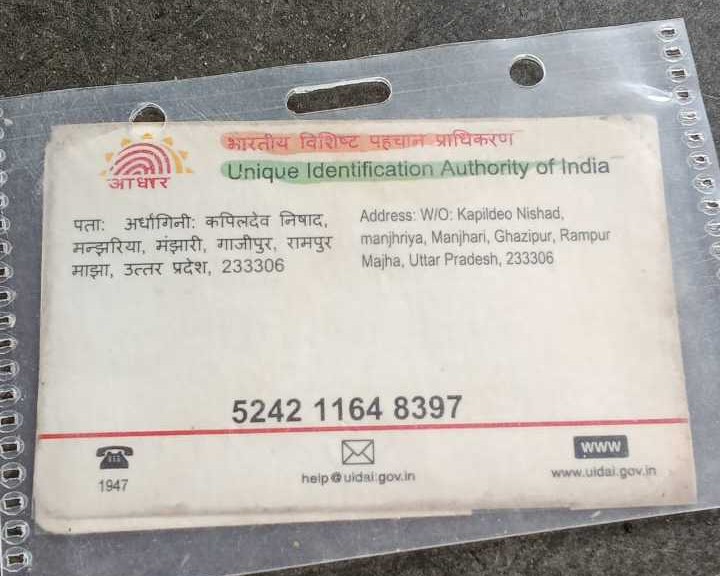 भारतीय विशिष्ट पहचान प्राधिकरण
Unique Identification Authority of India
आधार
पता: अर्धांगिनी: कपिलदेव निषाद,
मन्झरिया, मंझारी, गाजीपुर, रामपुर
माझा, उत्तर प्रदेश, 233306
Address: W/O: Kapildeo Nishad,
manjhriya, Manjhari, Ghazipur, Rampur
Majha, Uttar Pradesh, 233306
5242 1164 8397
1947
help@uidai.gov.in
www
www.uidai.gov.in